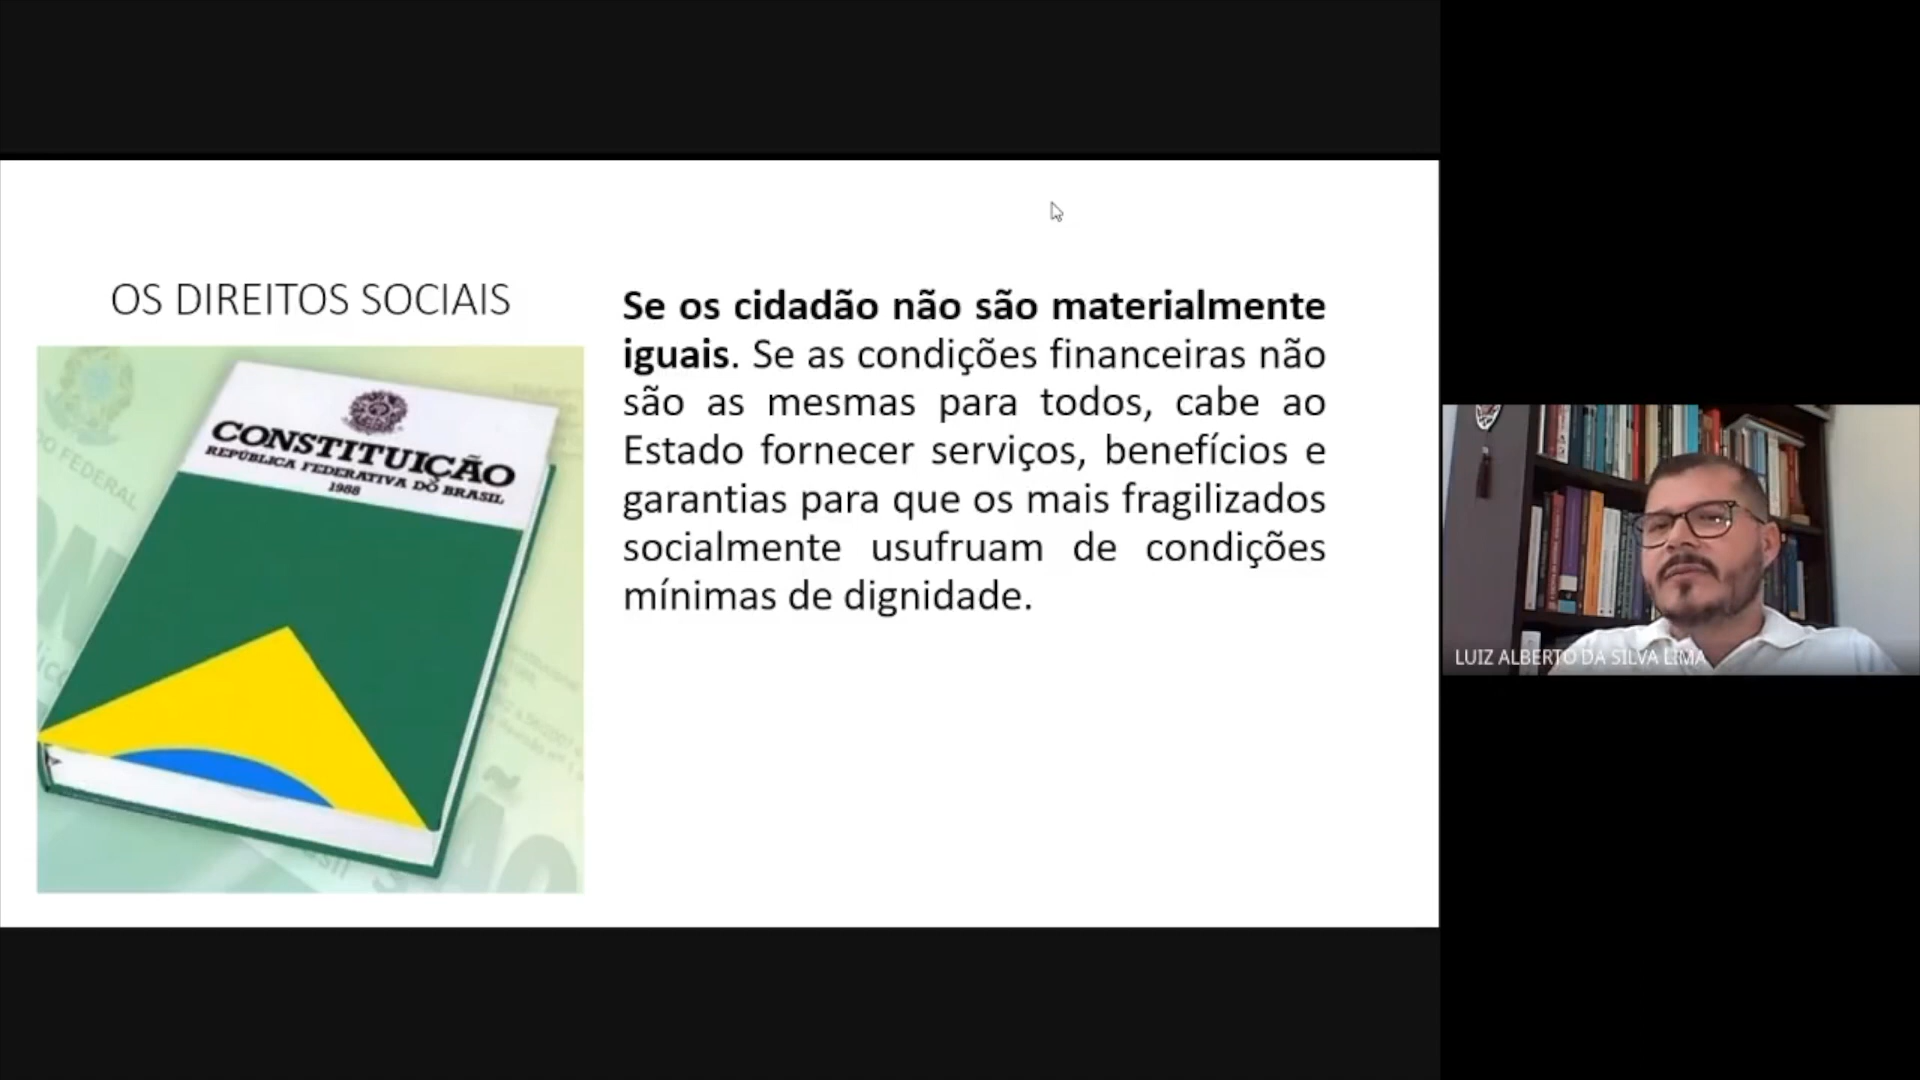 OS DIREITOS SOCIAIS
CONSTITUIÇÃO
REPÚBLICA FEDERATIVA DO BRASIL
1988
DO FEDERAL
Se os cidadão não são materialmente
iguais. Se as condições financeiras não
são as mesmas para todos, cabe ao
Estado fornecer serviços, benefícios e
garantias para que os mais fragilizados
socialmente usufruam de condições
mínimas de dignidade.
LUIZ ALBERTO DA SILVA LIMA